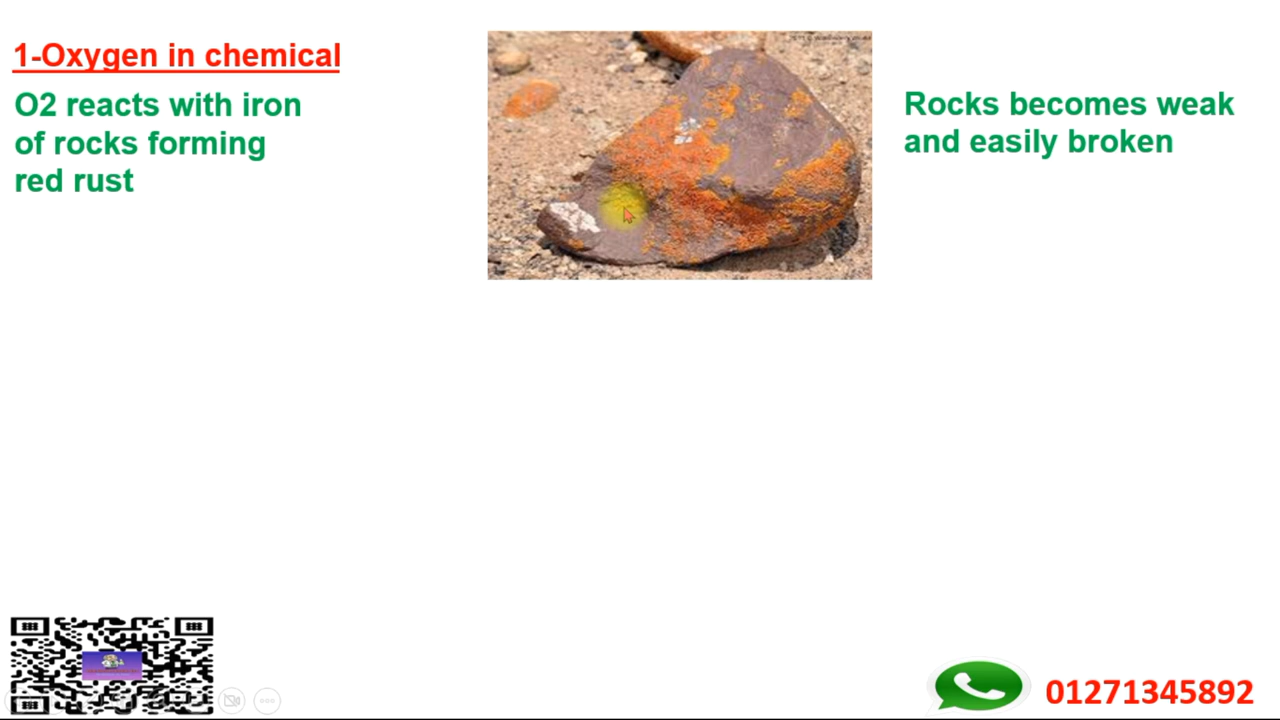 1-Oxygen in chemical
O2 reacts with iron
of rocks forming
red rust
Rocks becomes weak
and easily broken
01271345892